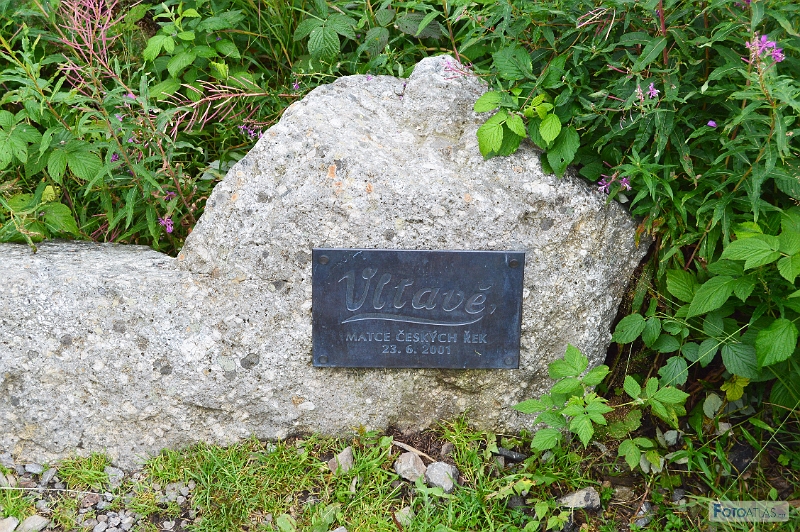 Vltavě,
MATCE ČESKÝCH ŘEK
23. 6. 2001
FOTOATLAS